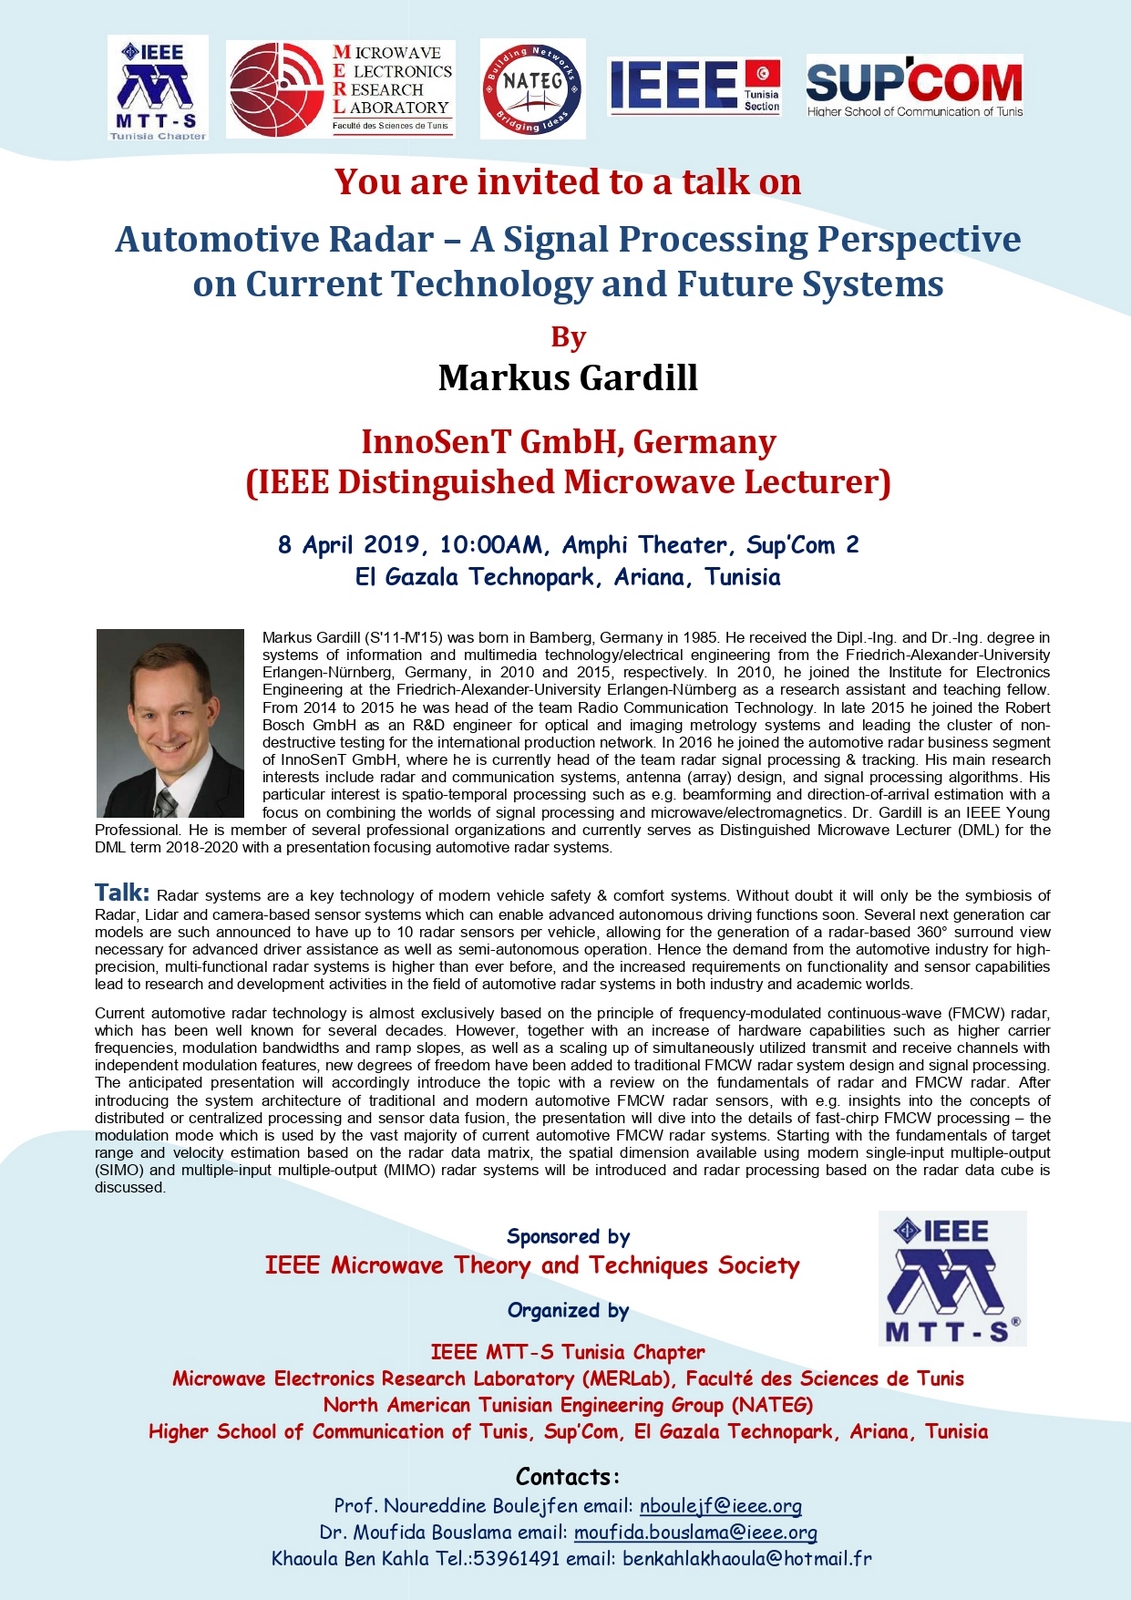 IEEE
MTT-S
Tunisia Chapter
MICROWAVE
ELECTRONICS
RESEARCH
LABORATORY
Faculté des Sciences de Tunis
Building Networks
NATEG
Bridging Ideas
IEEE
Tunisia
Section
SUP'COM
Higher School of Communication of Tunis
You are invited to a talk on
Automotive Radar – A Signal Processing Perspective
on Current Technology and Future Systems
By
Markus Gardill
InnoSenT GmbH, Germany
(IEEE Distinguished Microwave Lecturer)
8 April 2019, 10:00AM, Amphi Theater, Sup'Com 2
El Gazala Technopark, Ariana, Tunisia
Markus Gardill (S'11-M'15) was born in Bamberg, Germany in 1985. He received the Dipl.-Ing. and Dr.-Ing. degree in
systems of information and multimedia technology/electrical engineering from the Friedrich-Alexander-University
Erlangen-Nürnberg, Germany, in 2010 and 2015, respectively. In 2010, he joined the Institute for Electronics
Engineering at the Friedrich-Alexander-University Erlangen-Nürnberg as a research assistant and teaching fellow.
From 2014 to 2015 he was head of the team Radio Communication Technology. In late 2015 he joined the Robert
Bosch GmbH as an R&D engineer for optical and imaging metrology systems and leading the cluster of non-
destructive testing for the international production network. In 2016 he joined the automotive radar business segment
of InnoSenT GmbH, where he is currently head of the team radar signal processing & tracking. His main research
interests include radar and communication systems, antenna (array) design, and signal processing algorithms. His
particular interest is spatio-temporal processing such as e.g. beamforming and direction-of-arrival estimation with a
focus on combining the worlds of signal processing and microwave/electromagnetics. Dr. Gardill is an IEEE Young
Professional. He is member of several professional organizations and currently serves as Distinguished Microwave Lecturer (DML) for the
DML term 2018-2020 with a presentation focusing automotive radar systems.
Talk: Radar systems are a key technology of modern vehicle safety & comfort systems. Without doubt it will only be the symbiosis of
Radar, Lidar and camera-based sensor systems which can enable advanced autonomous driving functions soon. Several next generation car
models are such announced to have up to 10 radar sensors per vehicle, allowing for the generation of a radar-based 360° surround view
necessary for advanced driver assistance as well as semi-autonomous operation. Hence the demand from the automotive industry for high-
precision, multi-functional radar systems is higher than ever before, and the increased requirements on functionality and sensor capabilities
lead to research and development activities in the field of automotive radar systems in both industry and academic worlds.
Current automotive radar technology is almost exclusively based on the principle of frequency-modulated continuous-wave (FMCW) radar,
which has been well known for several decades. However, together with an increase of hardware capabilities such as higher carrier
frequencies, modulation bandwidths and ramp slopes, as well as a scaling up of simultaneously utilized transmit and receive channels with
independent modulation features, new degrees of freedom have been added to traditional FMCW radar system design and signal processing.
The anticipated presentation will accordingly introduce the topic with a review on the fundamentals of radar and FMCW radar. After
introducing the system architecture of traditional and modern automotive FMCW radar sensors, with e.g. insights into the concepts of
distributed or centralized processing and sensor data fusion, the presentation will dive into the details of fast-chirp FMCW processing – the
modulation mode which is used by the vast majority of current automotive FMCW radar systems. Starting with the fundamentals of target
range and velocity estimation based on the radar data matrix, the spatial dimension available using modern single-input multiple-output
(SIMO) and multiple-input multiple-output (MIMO) radar systems will be introduced and radar processing based on the radar data cube is
discussed.
Sponsored by
IEEE Microwave Theory and Techniques Society
IEEE
MTT-S®
Organized by
IEEE MTT-S Tunisia Chapter
Microwave Electronics Research Laboratory (MERLab), Faculté des Sciences de Tunis
North American Tunisian Engineering Group (NATEG)
Higher School of Communication of Tunis, Sup'Com, El Gazala Technopark, Ariana, Tunisia
Contacts:
Prof. Noureddine Boulejfen email: nboulejf@ieee.org
Dr. Moufida Bouslama email: moufida.bouslama@ieee.org
Khaoula Ben Kahla Tel.:53961491 email: benkahlakhaoula@hotmail.fr